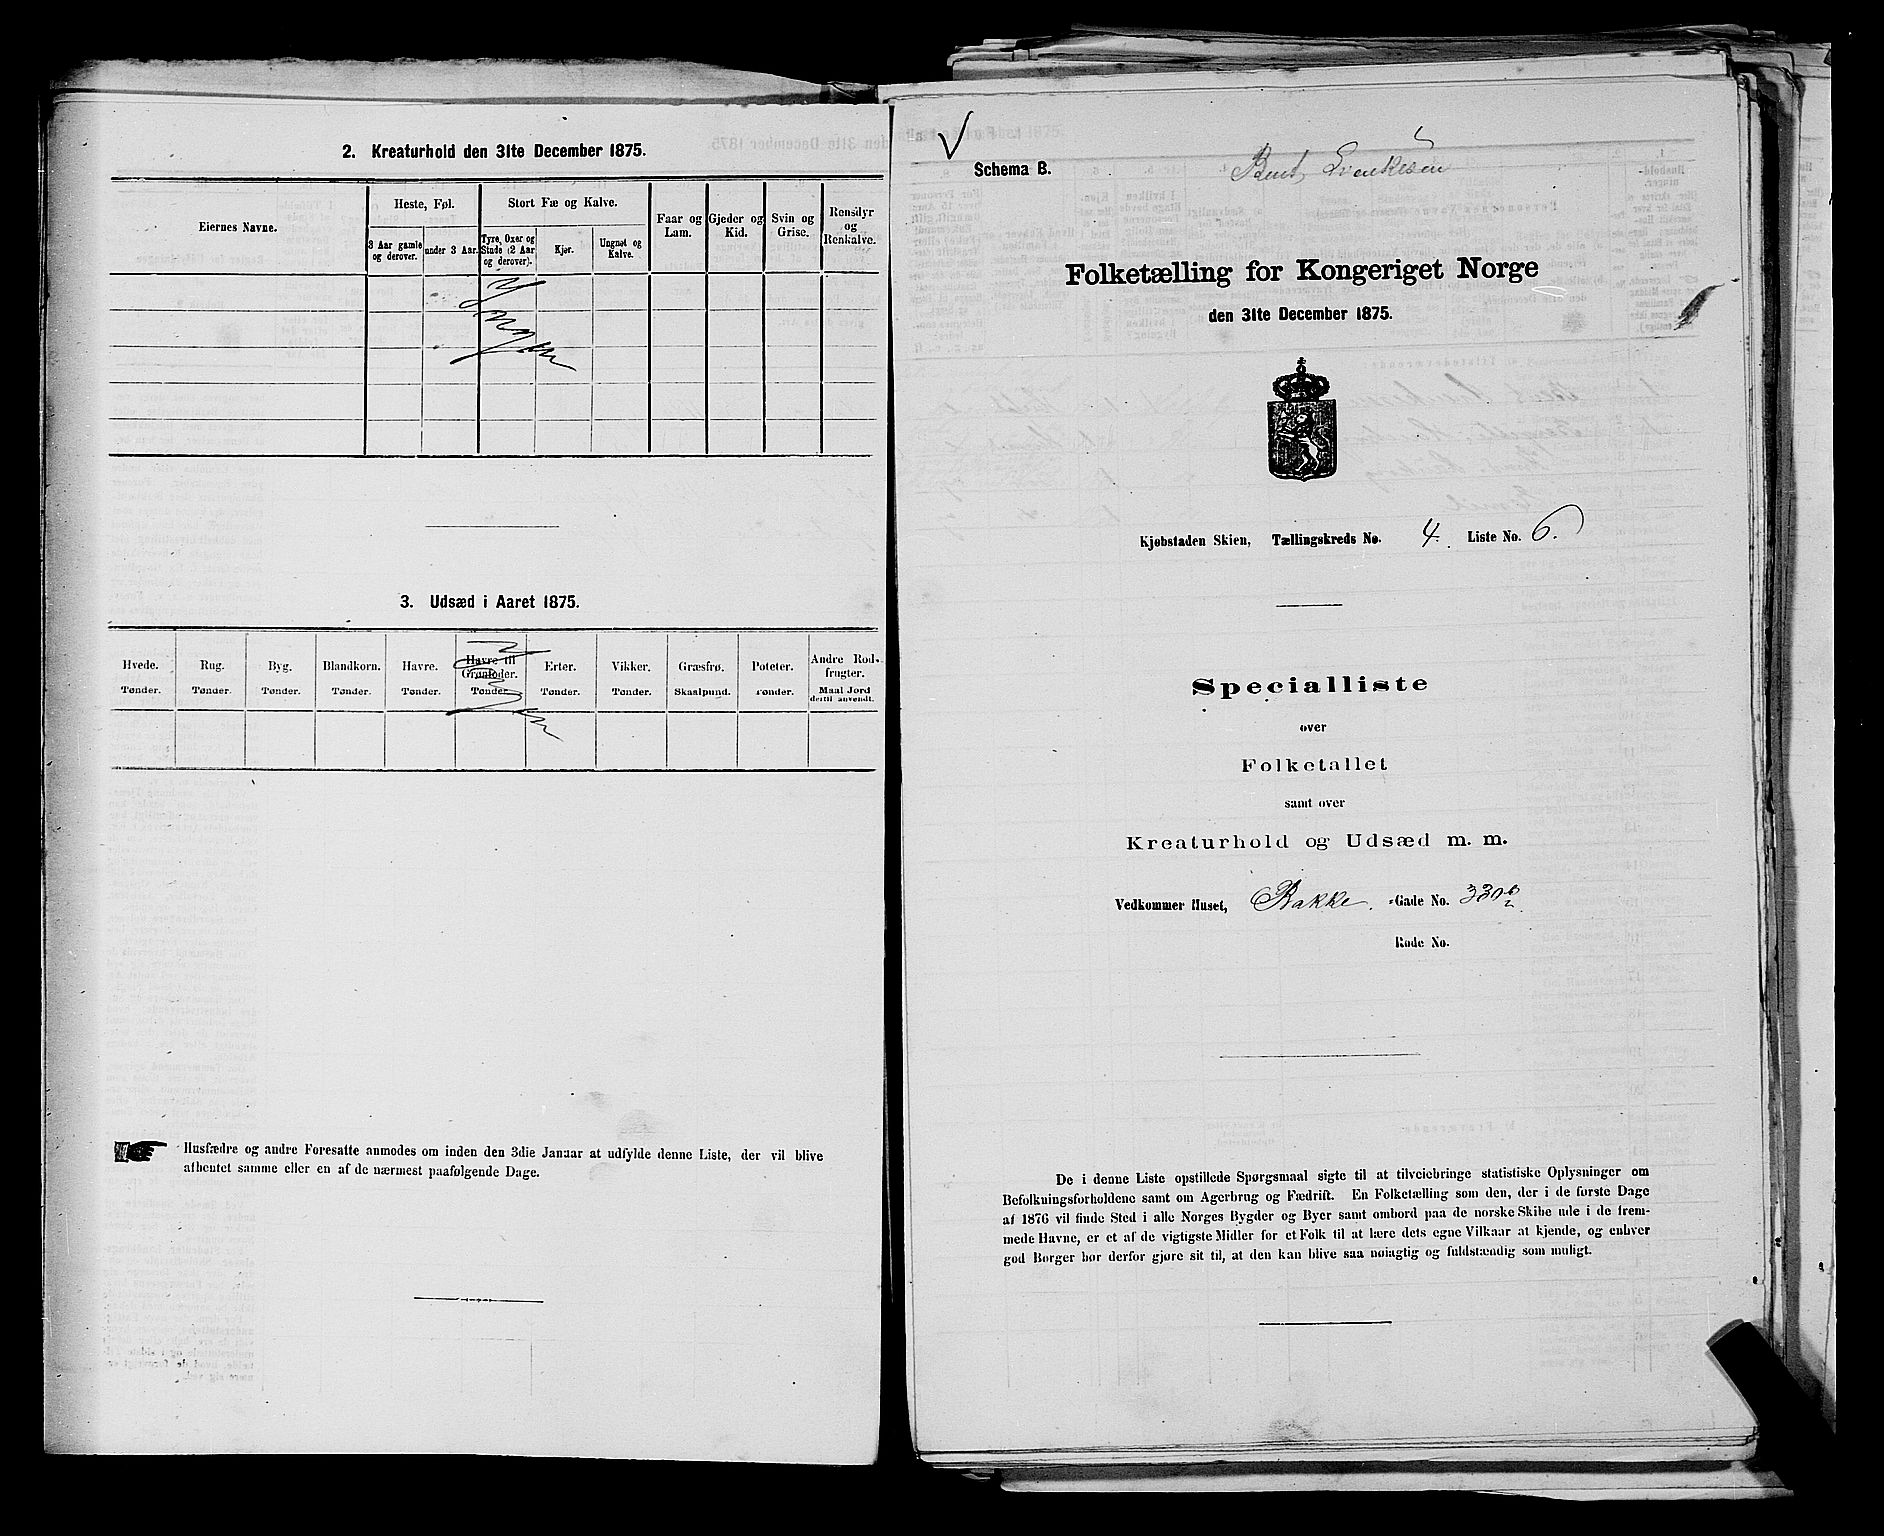 2. Kreaturhold den 31te December 1875.
Eiernes Navne.
Heste, Føl.
Stort Fæ og Kalve.
Faar og Lam.
Gjeder og Kid.
Svin og Grise.
Rensdyr og Renkalve.
3 Aar gamle og derover.
under 3 Aar.
Tyre, Oxer og Stude (2 Aar og derover).
Kjør.
Ungnøt og Kalve.
Ingen
3. Udsæd i Aaret 1875.
Hvede. Tønder.
Rug. Tønder.
Byg. Tønder.
Blandkorn. Tønder.
Havre. Tønder.
Havre til Grønfoder. Tønder.
Erter. Tønder.
Vikker. Tønder.
Græsfrø. Skaalpund.
Poteter. Tønder.
Andre Rodfrugter. Maal Jord dertil anvendt.
Ingen
Husfædre og andre Foresatte anmodes om inden den 3die Januar at udfylde denne Liste, der vil blive
afhentet samme eller en af de nærmest paafølgende Dage.
Schema B.
Bent
Folketælling for Kongeriget Norge
den 31te December 1875.
Kjøbstaden Skien, Tællingskreds No. 4. Liste No. 6.
Specialliste
over
Folketallet
samt over
Kreaturhold og Udsæd m. m.
Vedkommer Huset, Bakke. -Gade No. 330
Rode No.
De i denne Liste opstillede Spørgsmaal sigte til at tilveiebringe statistiske Oplysninger om
Befolkningsforholdene samt om Agerbrug og Fædrift. En Folketælling som den, der i de første Dage
af 1876 vil finde Sted i alle Norges Bygder og Byer samt ombord paa de norske Skibe ude i de frem-
mede Havne, er et af de vigtigste Midler for et Folk til at lære dets egne Vilkaar at kjende, og enhver
god Borger bør derfor gjøre sit til, at den kan blive saa nøiagtig og fuldstændig som muligt.